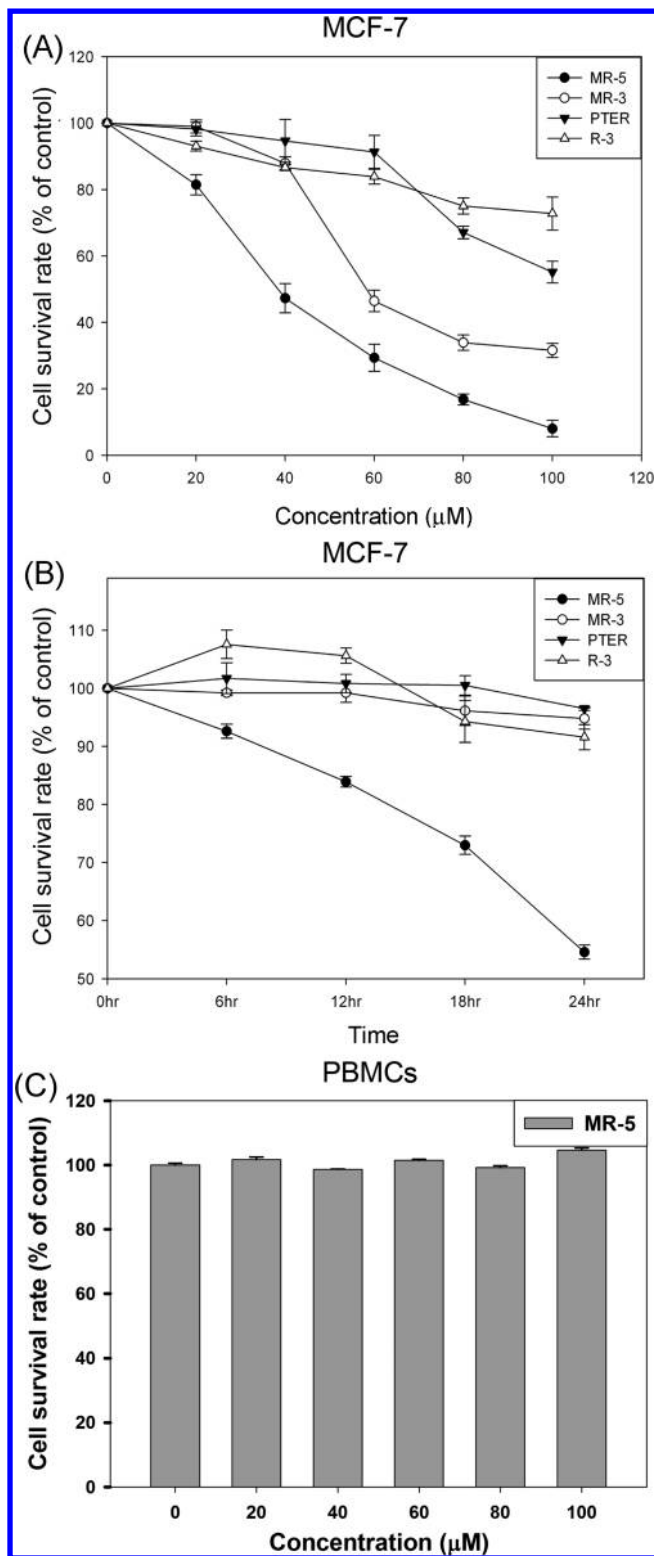 (A)
MCF-7
120
100
80
60
40
20
0
Cell survival rate (% of control)
MR-5
MR-3
PTER
R-3
0 20 40 60 80 100 120
Concentration (μM)
(B)
MCF-7
110
100
90
80
70
60
50
Cell survival rate (% of control)
MR-5
MR-3
PTER
R-3
0hr 6hr 12hr 18hr 24hr
Time
(C)
PBMCs
120
100
80
60
40
20
0
Cell survival rate (% of control)
MR-5
0 20 40 60 80 100
Concentration (μM)